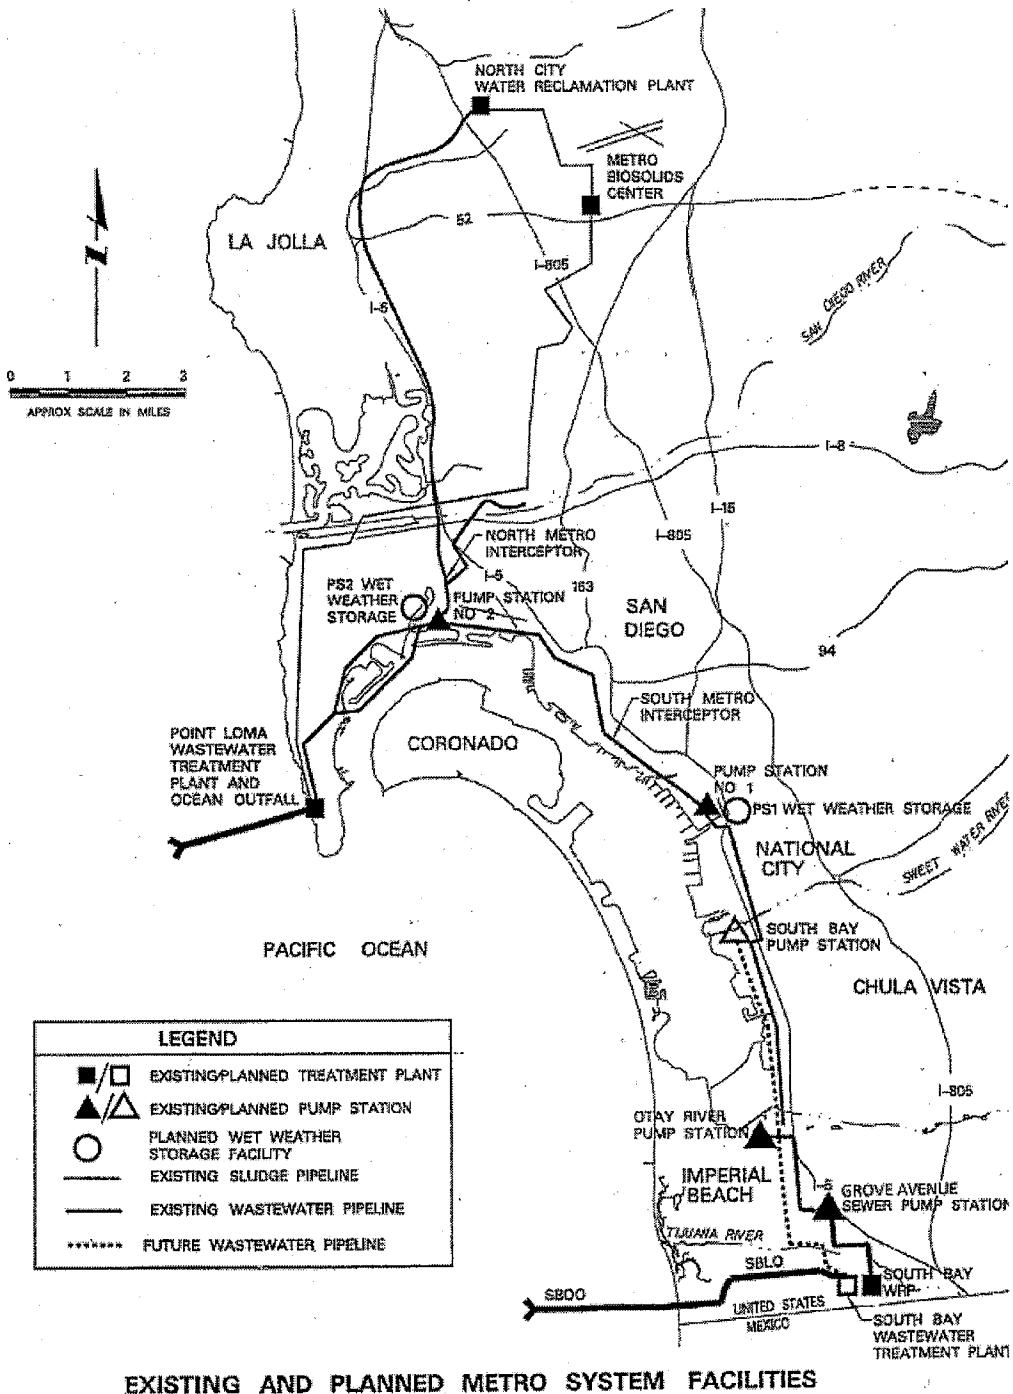 NORTH CITY
WATER RECLAMATION PLANT
METRO
BIOSOLIDS
CENTER
52
LA JOLLA
I-805
I-5
SAN DIEGO RIVER
0 1 2 3
APPROX SCALE IN MILES
I-8
I-15
I-805
NORTH METRO
INTERCEPTOR
I-5
163
PS2 WET
WEATHER
STORAGE
PUMP STATION
NO 2
SAN
DIEGO
94
SOUTH METRO
INTERCEPTOR
POINT LOMA
WASTEWATER
TREATMENT
PLANT AND
OCEAN OUTFALL
CORONADO
PUMP STATION
NO 1
PS1 WET WEATHER STORAGE
NATIONAL
CITY
SWEET WATER RIVER
SOUTH BAY
PUMP STATION
PACIFIC OCEAN
CHULA VISTA
LEGEND
EXISTING/PLANNED TREATMENT PLANT
EXISTING/PLANNED PUMP STATION
PLANNED WET WEATHER
STORAGE FACILITY
EXISTING SLUDGE PIPELINE
EXISTING WASTEWATER PIPELINE
FUTURE WASTEWATER PIPELINE
I-805
OTAY RIVER
PUMP STATION
IMPERIAL
BEACH
I-5
GROVE AVENUE
SEWER PUMP STATION
TIJUANA RIVER
SBLO
SOUTH BAY
WRP
SBOO
UNITED STATES
MEXICO
SOUTH BAY
WASTEWATER
TREATMENT PLANT
EXISTING AND PLANNED METRO SYSTEM FACILITIES